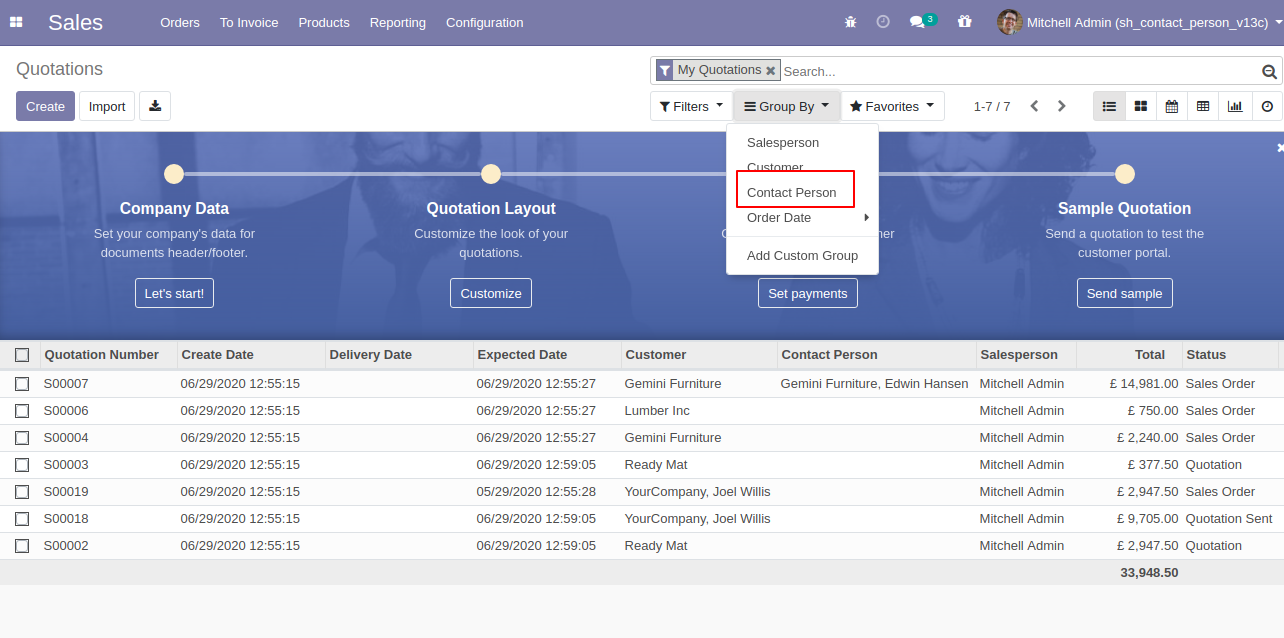 Sales Orders To Invoice Products Reporting Configuration 3 Mitchell Admin (sh_contact_person_v13c)
Quotations
My Quotations Search...
Create Import Filters Group By Favorites 1-7 / 7
Salesperson
Customer
Contact Person
Order Date
Add Custom Group
Company Data
Set your company's data for
documents header/footer.
Let's start!
Quotation Layout
Customize the look of your
quotations.
Customize
Set payments
Sample Quotation
Send a quotation to test the
customer portal.
Send sample
Quotation Number Create Date Delivery Date Expected Date Customer Contact Person Salesperson Total Status
S00007 06/29/2020 12:55:15 06/29/2020 12:55:27 Gemini Furniture Gemini Furniture, Edwin Hansen Mitchell Admin £ 14,981.00 Sales Order
S00006 06/29/2020 12:55:15 06/29/2020 12:55:27 Lumber Inc Mitchell Admin £ 750.00 Sales Order
S00004 06/29/2020 12:55:15 06/29/2020 12:55:27 Gemini Furniture Mitchell Admin £ 2,240.00 Sales Order
S00003 06/29/2020 12:55:15 06/29/2020 12:59:05 Ready Mat Mitchell Admin £ 377.50 Quotation
S00019 06/29/2020 12:55:15 05/29/2020 12:55:28 YourCompany, Joel Willis Mitchell Admin £ 2,947.50 Sales Order
S00018 06/29/2020 12:55:15 06/29/2020 12:59:05 YourCompany, Joel Willis Mitchell Admin £ 9,705.00 Quotation Sent
S00002 06/29/2020 12:55:15 06/29/2020 12:59:05 Ready Mat Mitchell Admin £ 2,947.50 Quotation
33,948.50